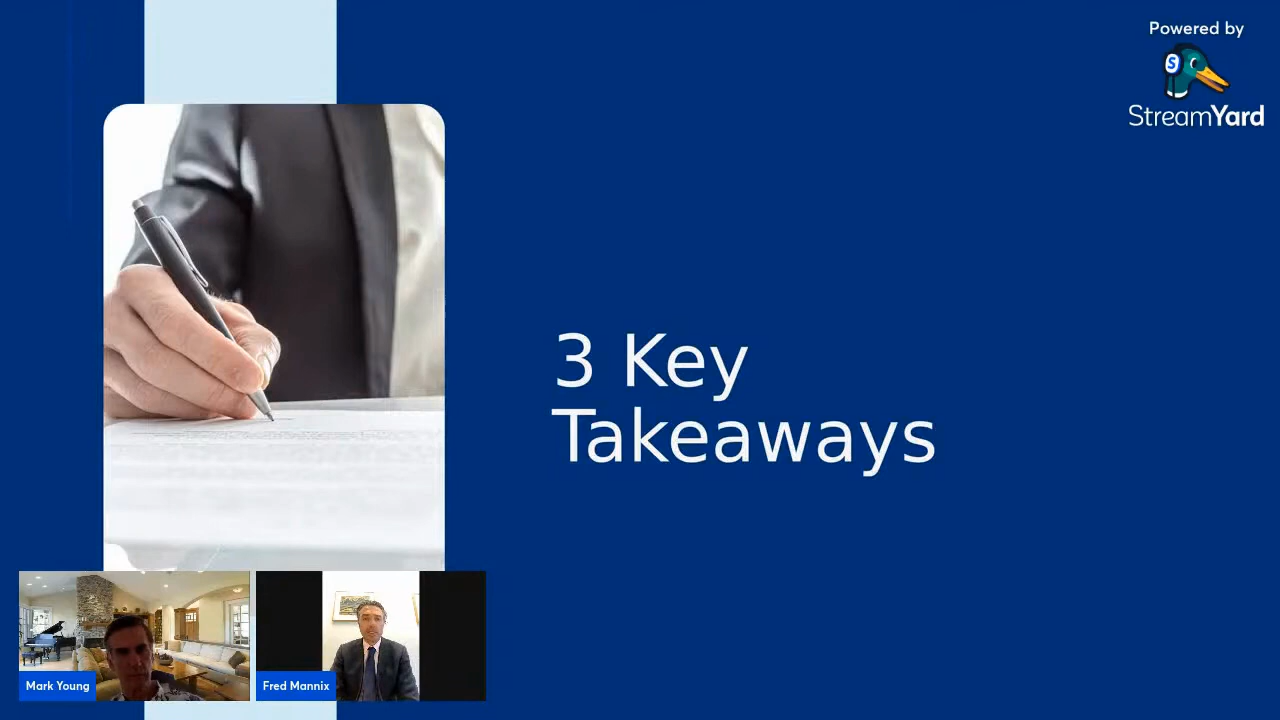 Powered by
S
StreamYard
3 Key
Takeaways
Mark Young
Fred Mannix